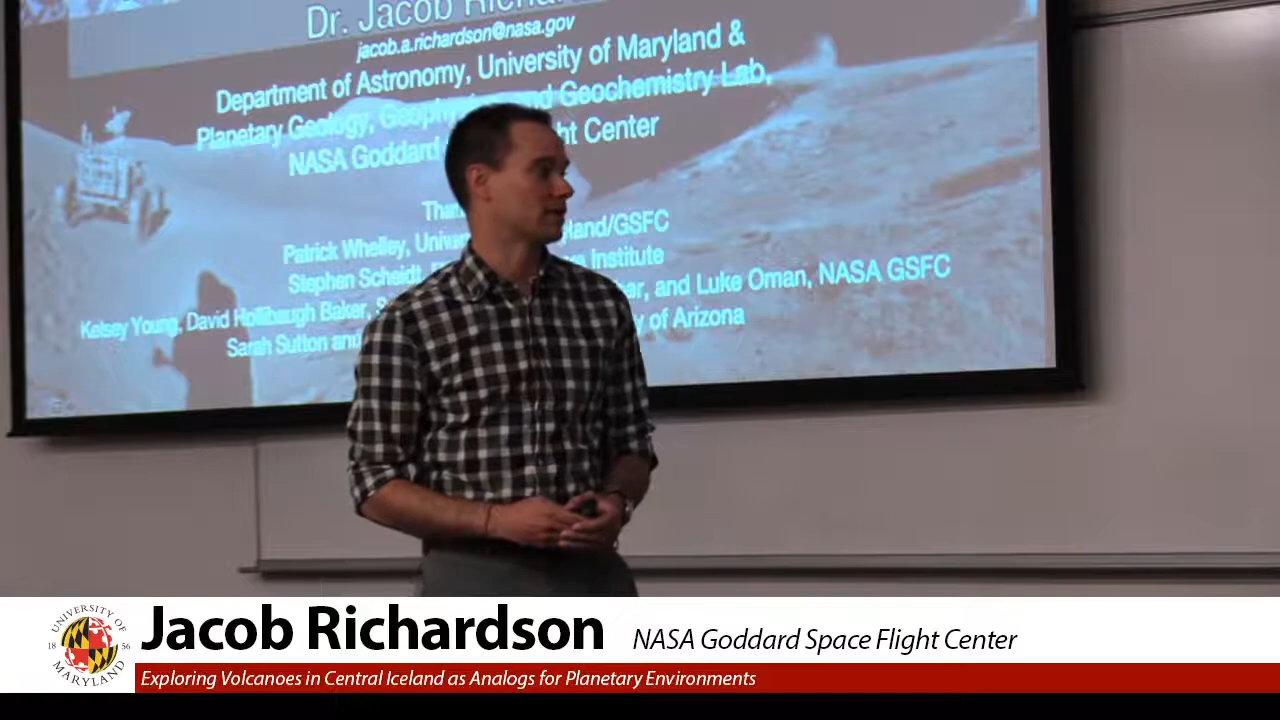 Dr. Jacob Richar
jacob.a.richardson@nasa.gov
Department of Astronomy, University of Maryland &
Planetary Geology, Geophy and Geochemistry Lab,
NASA Goddard ht Center
Patrick Whelley, Univ land/GSFC
Stephen Scheidt, Institute
Kelsey Young, David Hollibaugh Baker, and Luke Oman, NASA GSFC
Sarah Sutton and y of Arizona
UNIVERSITY OF
18 56
MARYLAND
Jacob Richardson NASA Goddard Space Flight Center
Exploring Volcanoes in Central Iceland as Analogs for Planetary Environments